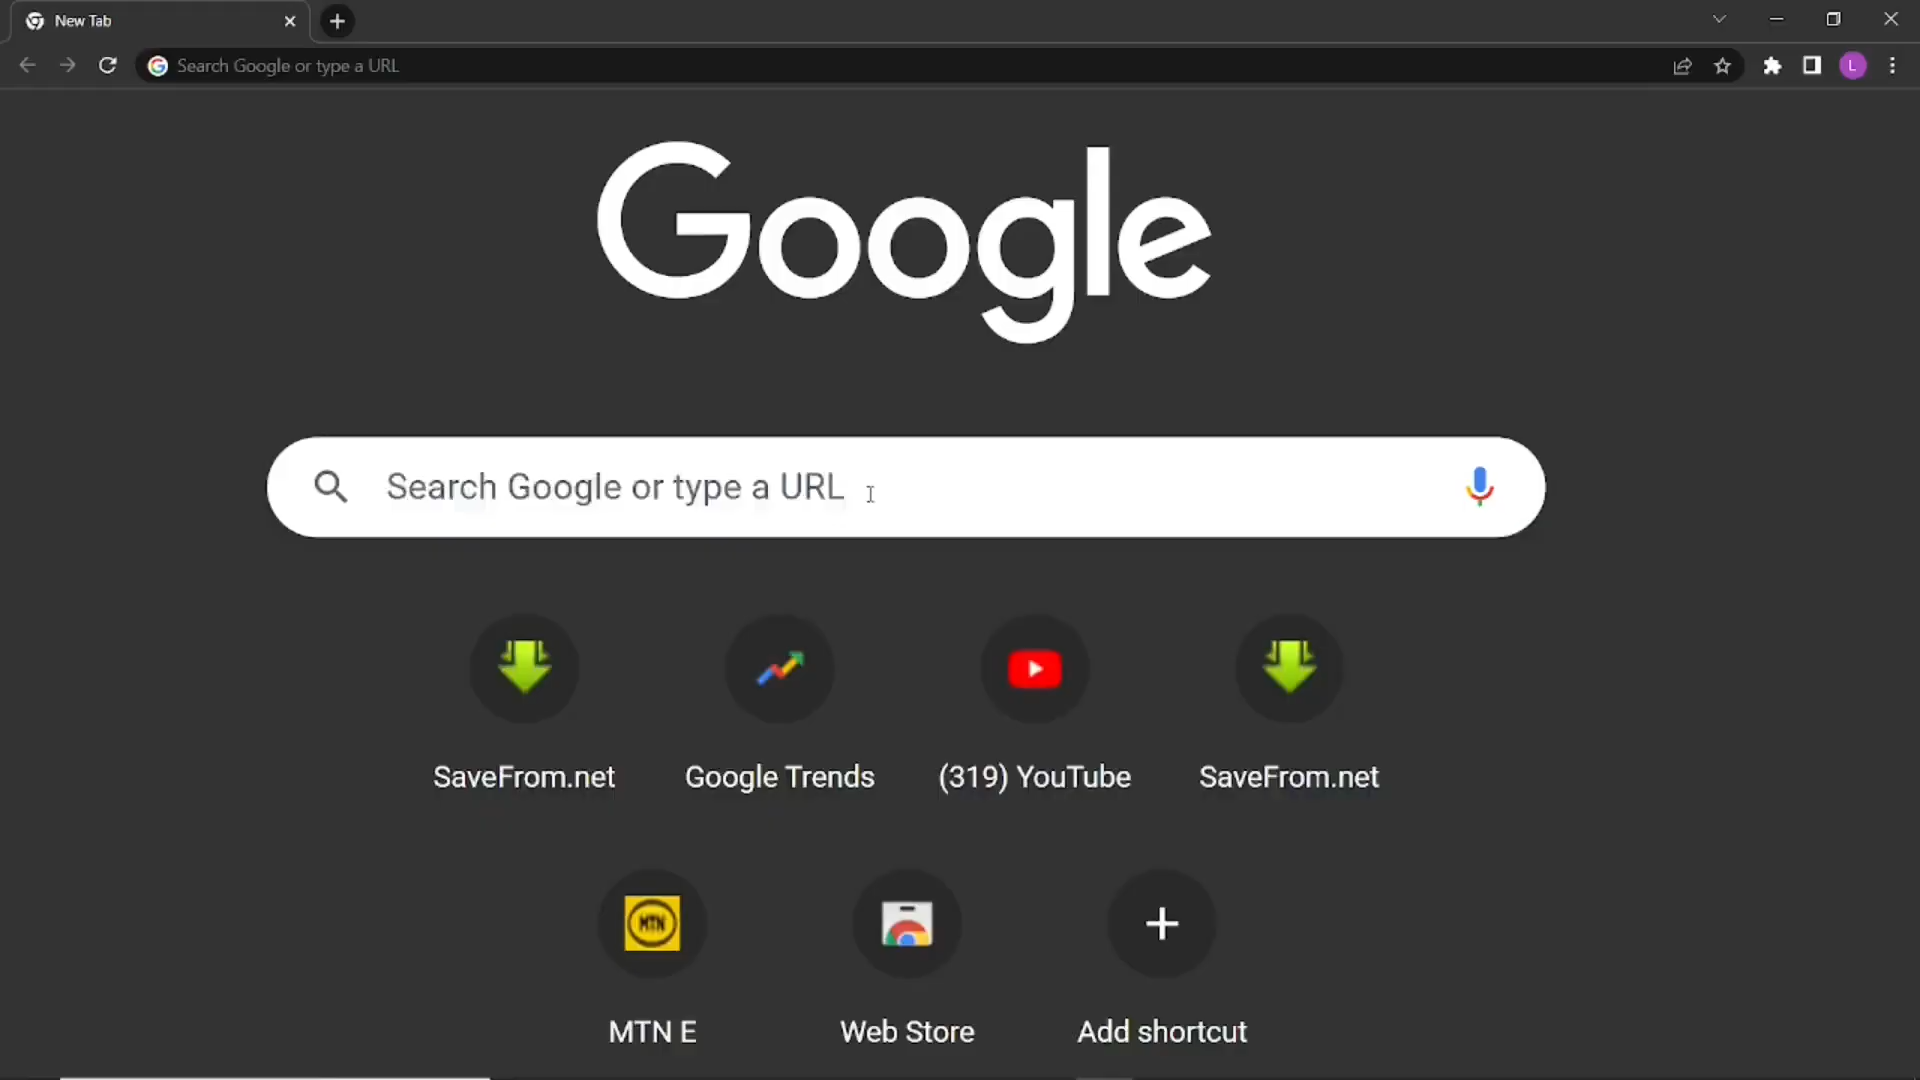 New Tab
Search Google or type a URL
L
Google
Search Google or type a URL
SaveFrom.net
Google Trends
(319) YouTube
SaveFrom.net
MTN
MTN E
Web Store
Add shortcut